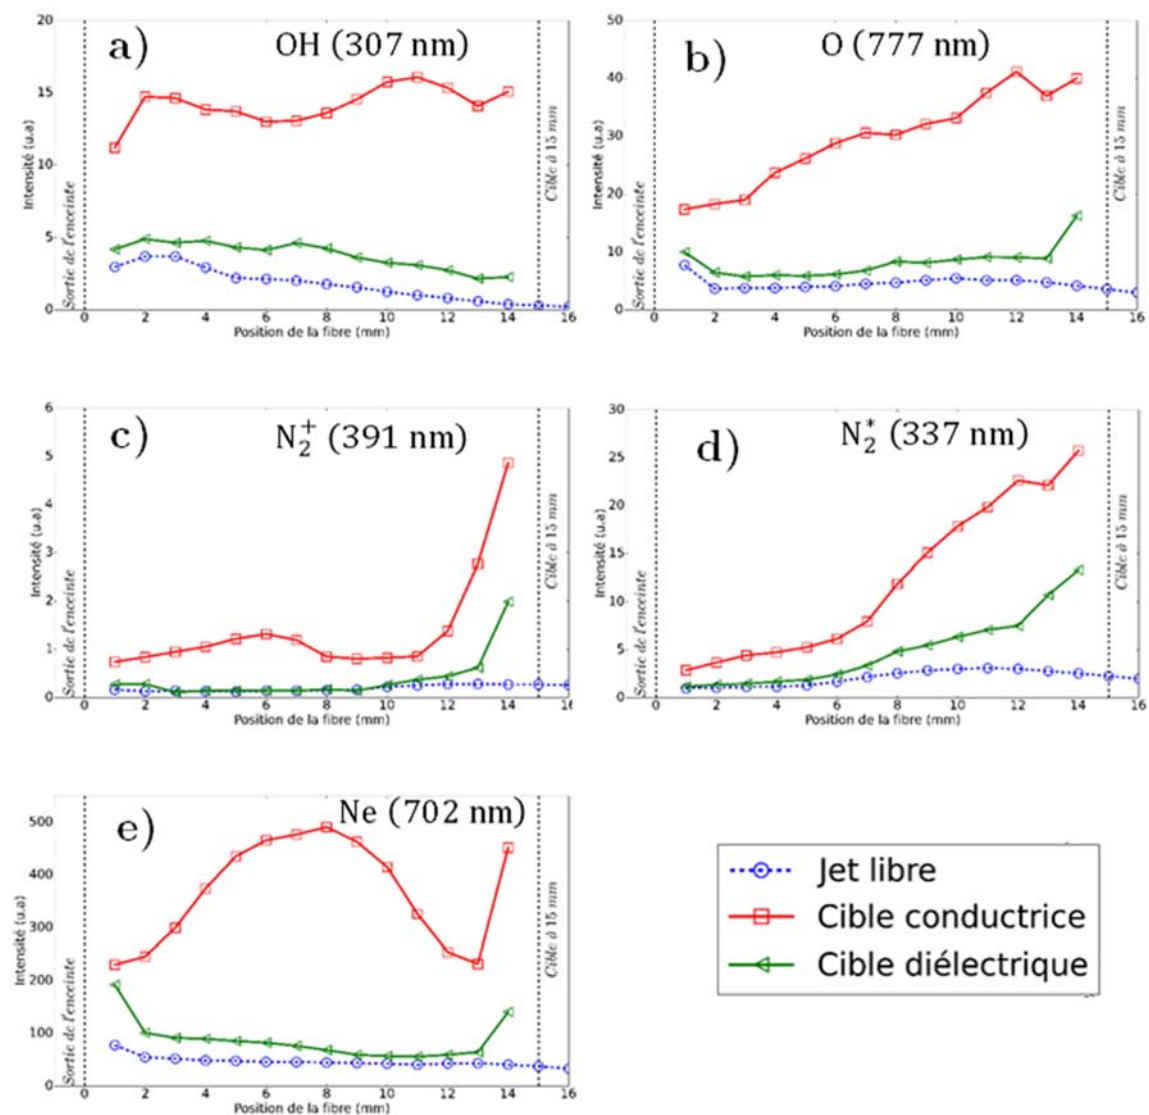 a) OH (307 nm)
20
15
10
5
0
Intensité (u.a)
Sortie de l'enceinte
Cible à 15 mm
0 2 4 6 8 10 12 14 16
Position de la fibre (mm)
b) O (777 nm)
50
40
30
20
10
0
Intensité (u.a)
Sortie de l'enceinte
Cible à 15 mm
0 2 4 6 8 10 12 14 16
Position de la fibre (mm)
c) N₂⁺ (391 nm)
6
5
4
3
2
1
0
Intensité (u.a)
Sortie de l'enceinte
Cible à 15 mm
0 2 4 6 8 10 12 14 16
Position de la fibre (mm)
d) N₂* (337 nm)
30
25
20
15
10
5
0
Intensité (u.a)
Sortie de l'enceinte
Cible à 15 mm
0 2 4 6 8 10 12 14 16
Position de la fibre (mm)
e) Ne (702 nm)
500
400
300
200
100
0
Intensité (u.a)
Sortie de l'enceinte
Cible à 15 mm
0 2 4 6 8 10 12 14 16
Position de la fibre (mm)
Jet libre
Cible conductrice
Cible diélectrique